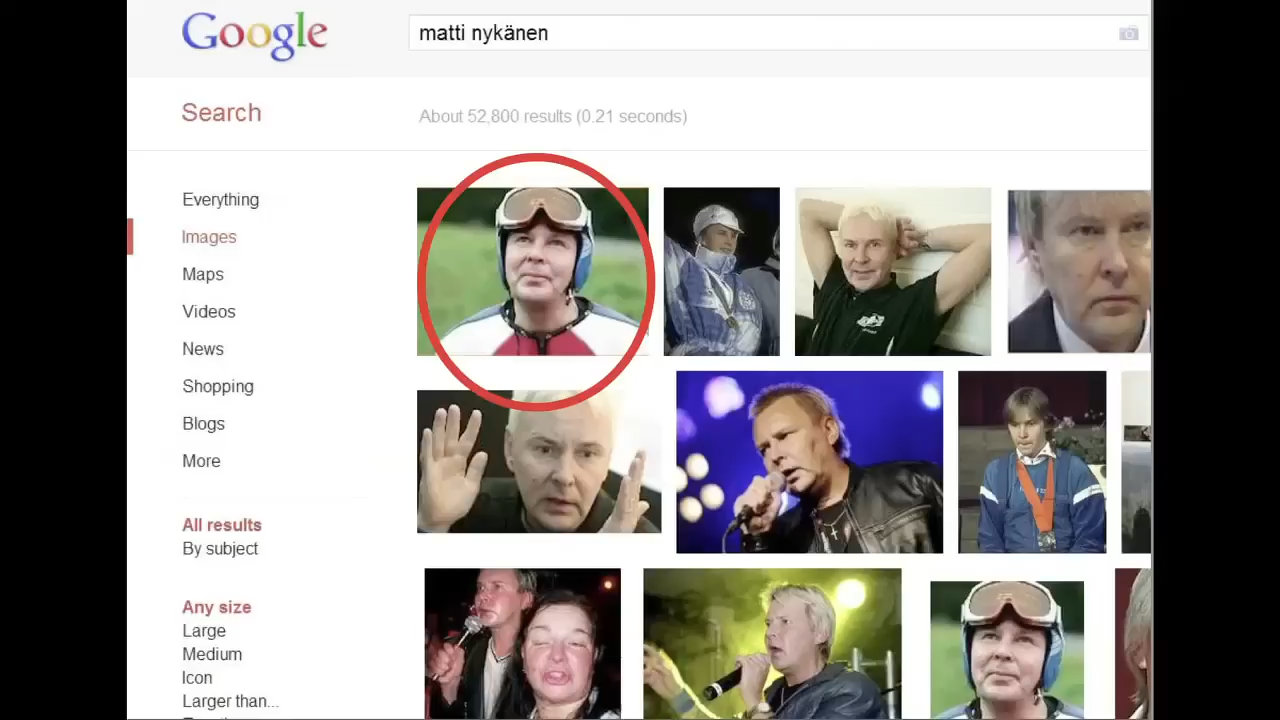 Google
matti nykänen
Search
About 52,800 results (0.21 seconds)
Everything
Images
Maps
Videos
News
Shopping
Blogs
More
All results
By subject
Any size
Large
Medium
Icon
Larger than...